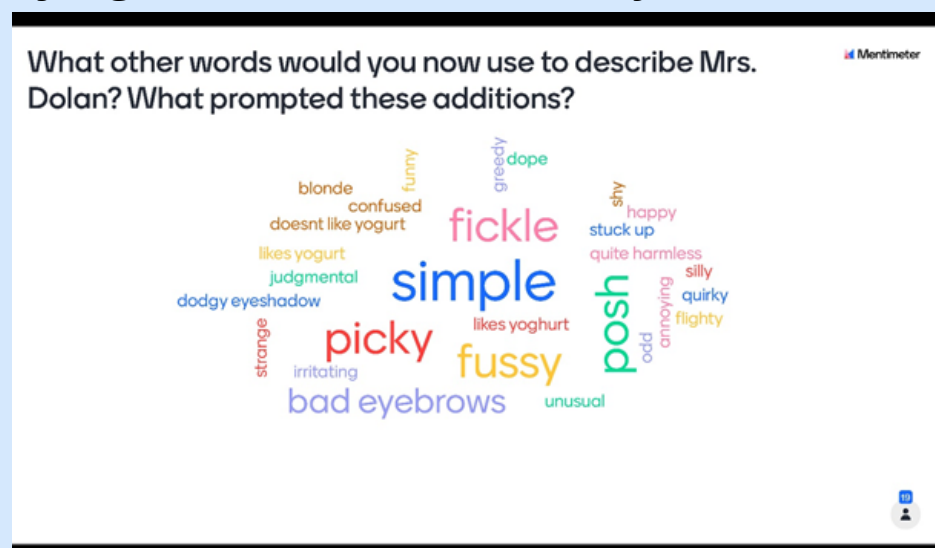 What other words would you now use to describe Mrs.
Dolan? What prompted these additions?
Mentimeter
funny
greedy
dope
blonde
shy
confused
happy
doesnt like yogurt
fickle
stuck up
likes yogurt
quite harmless
judgmental
simple
silly
dodgy eyeshadow
posh
annoying
quirky
strange
picky
likes yoghurt
odd
flighty
irritating
fussy
bad eyebrows
unusual
19